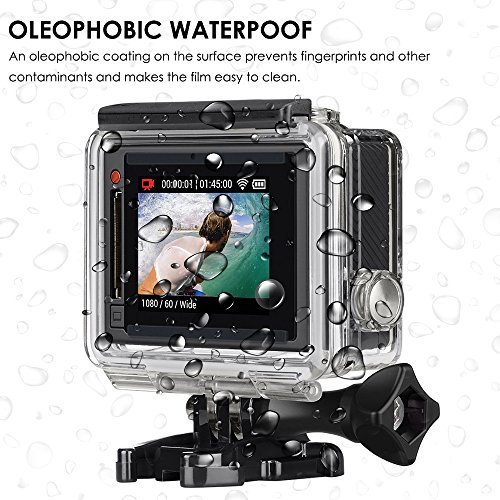 OLEOPHOBIC WATERPOOF
An oleophobic coating on the surface prevents fingerprints and other
contaminants and makes the film easy to clean.
00:00:01 | 01:45:00
1080 / 60 / Wide